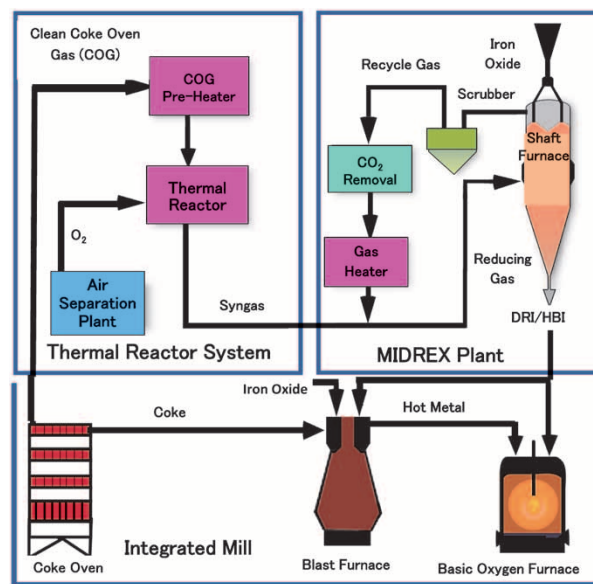 Clean Coke Oven
Gas (COG)
COG
Pre-Heater
Thermal
Reactor
O₂
Air
Separation
Plant
Syngas
Thermal Reactor System
Iron
Oxide
Recycle Gas
Scrubber
Shaft
Furnace
CO₂
Removal
Gas
Heater
Reducing
Gas
DRI/HBI
MIDREX Plant
Iron Oxide
Coke
Hot Metal
Integrated Mill
Coke Oven
Blast Furnace
Basic Oxygen Furnace